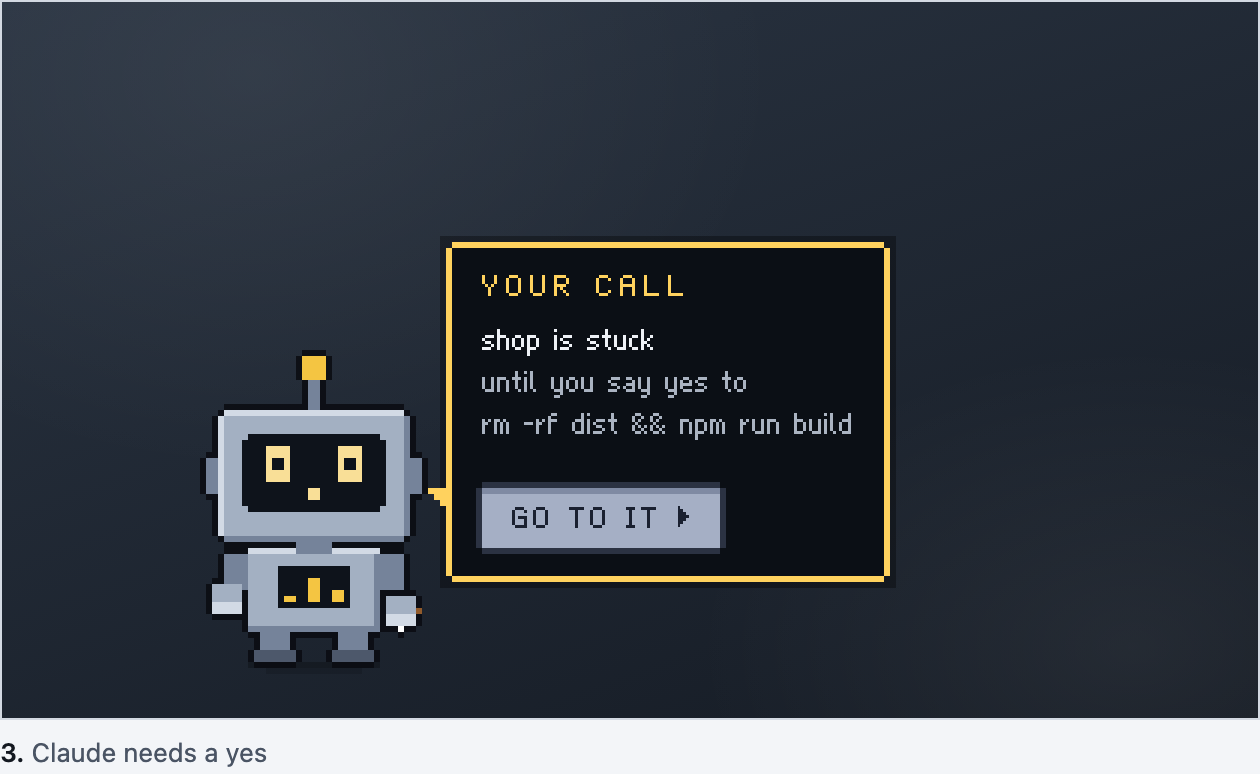 YOUR CALL
shop is stuck
until you say yes to
rm -rf dist && npm run build
GO TO IT
3. Claude needs a yes